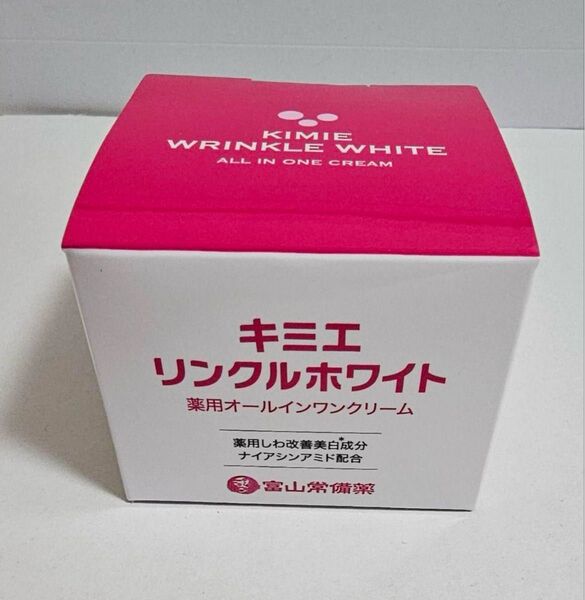 KIMIE
WRINKLE WHITE
ALL IN ONE CREAM
キミエ
リンクルホワイト
薬用オールインワンクリーム
薬用しわ改善美白*成分
ナイアシンアミド配合
富山常備薬